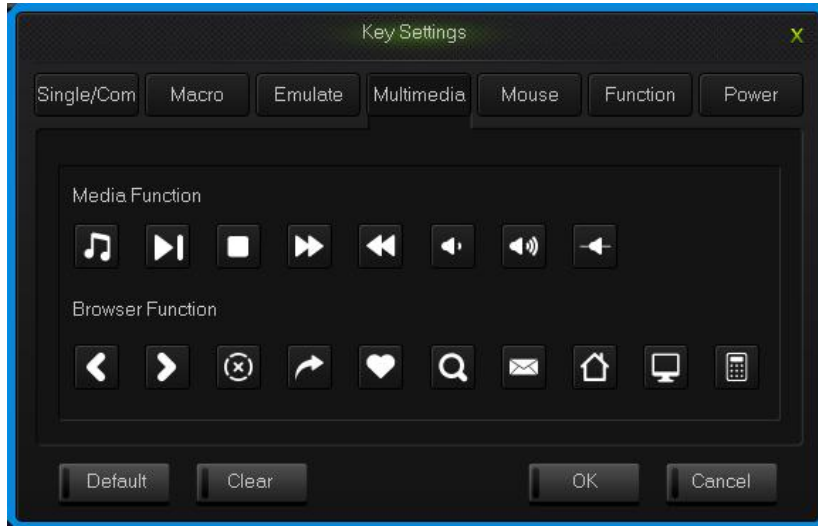 Key Settings
X
Single/Com Macro Emulate Multimedia Mouse Function Power
Media Function
Browser Function
Default Clear OK Cancel